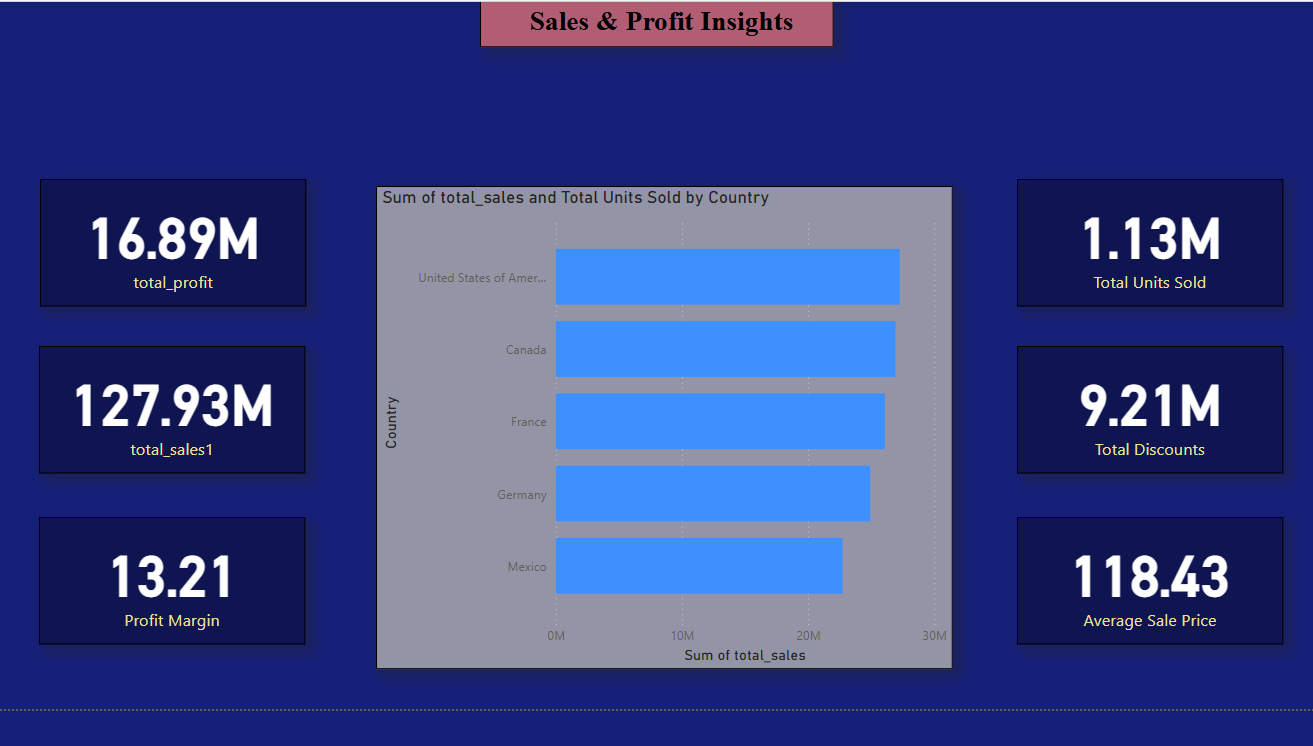 Sales & Profit Insights
16.89M
total_profit
127.93M
total_sales1
13.21
Profit Margin
Sum of total_sales and Total Units Sold by Country
Country
United States of Amer...
Canada
France
Germany
Mexico
0M 10M 20M 30M
Sum of total_sales
1.13M
Total Units Sold
9.21M
Total Discounts
118.43
Average Sale Price